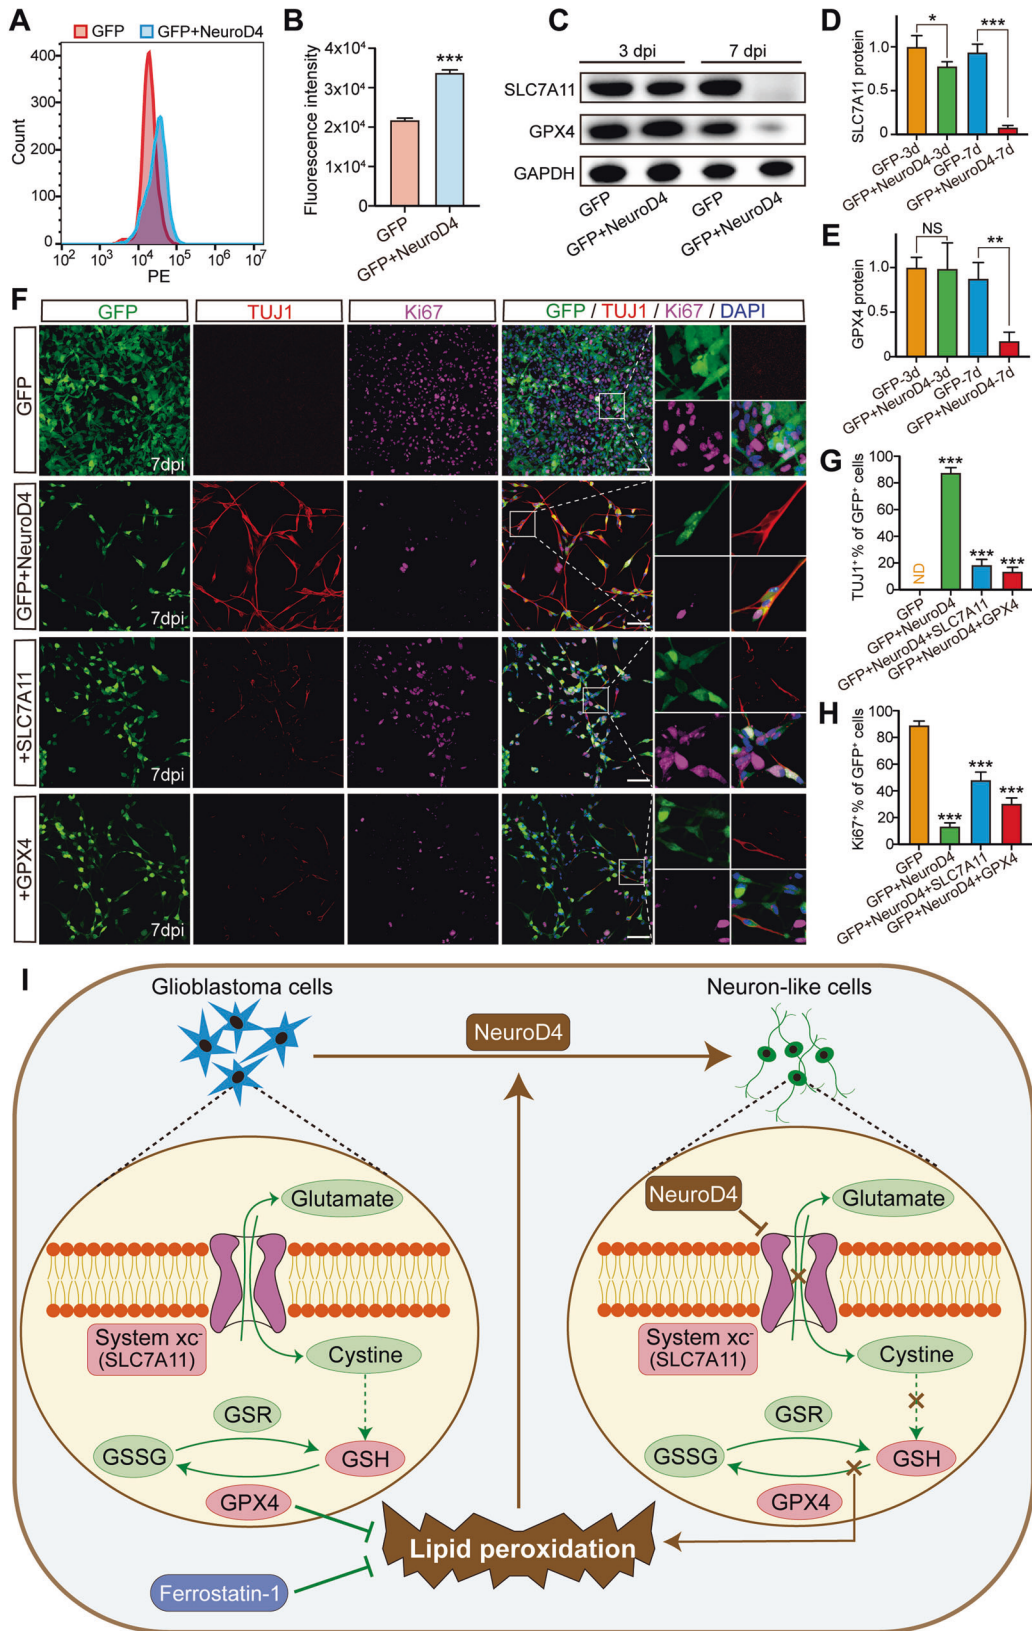 A
GFP GFP+NeuroD4
400
300
200
100
0
Count
10² 10³ 10⁴ 10⁵ 10⁶ 10⁷
PE
B
Fluorescence intensity
4x10⁴
3x10⁴
2x10⁴
1x10⁴
0
***
GFP
GFP+NeuroD4
C
3 dpi 7 dpi
SLC7A11
GPX4
GAPDH
GFP
GFP+NeuroD4
GFP
GFP+NeuroD4
D
SLC7A11 protein
1.0
0.5
0
* ***
GFP-3d
GFP+NeuroD4-3d
GFP-7d
GFP+NeuroD4-7d
E
GPX4 protein
1.0
0.5
0
NS **
GFP-3d
GFP+NeuroD4-3d
GFP-7d
GFP+NeuroD4-7d
F
GFP TUJ1 Ki67 GFP / TUJ1 / Ki67 / DAPI
GFP
7dpi
GFP+NeuroD4
7dpi
+SLC7A11
7dpi
+GPX4
7dpi
G
TUJ1⁺ % of GFP⁺ cells
100
80
60
40
20
0
ND
***
***
***
GFP
GFP+NeuroD4
GFP+NeuroD4+SLC7A11
GFP+NeuroD4+GPX4
H
Ki67⁺ % of GFP⁺ cells
100
80
60
40
20
0
***
***
***
GFP
GFP+NeuroD4
GFP+NeuroD4+SLC7A11
GFP+NeuroD4+GPX4
I
Glioblastoma cells
NeuroD4
Neuron-like cells
Glutamate
System xc⁻
(SLC7A11)
Cystine
GSR
GSSG
GSH
GPX4
NeuroD4
Glutamate
System xc⁻
(SLC7A11)
Cystine
GSR
GSSG
GSH
GPX4
Lipid peroxidation
Ferrostatin-1